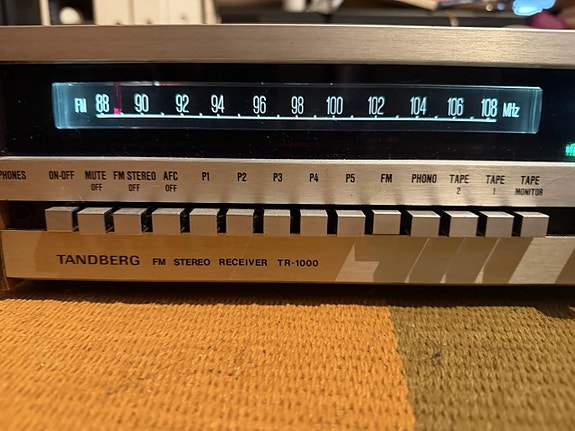 FM 88 90 92 94 96 98 100 102 104 106 108 MHz
PHONES ON-OFF MUTE FM STEREO AFC P1 P2 P3 P4 P5 FM PHONO TAPE TAPE TAPE
OFF OFF OFF 2 1 MONITOR
TANDBERG FM STEREO RECEIVER TR-1000